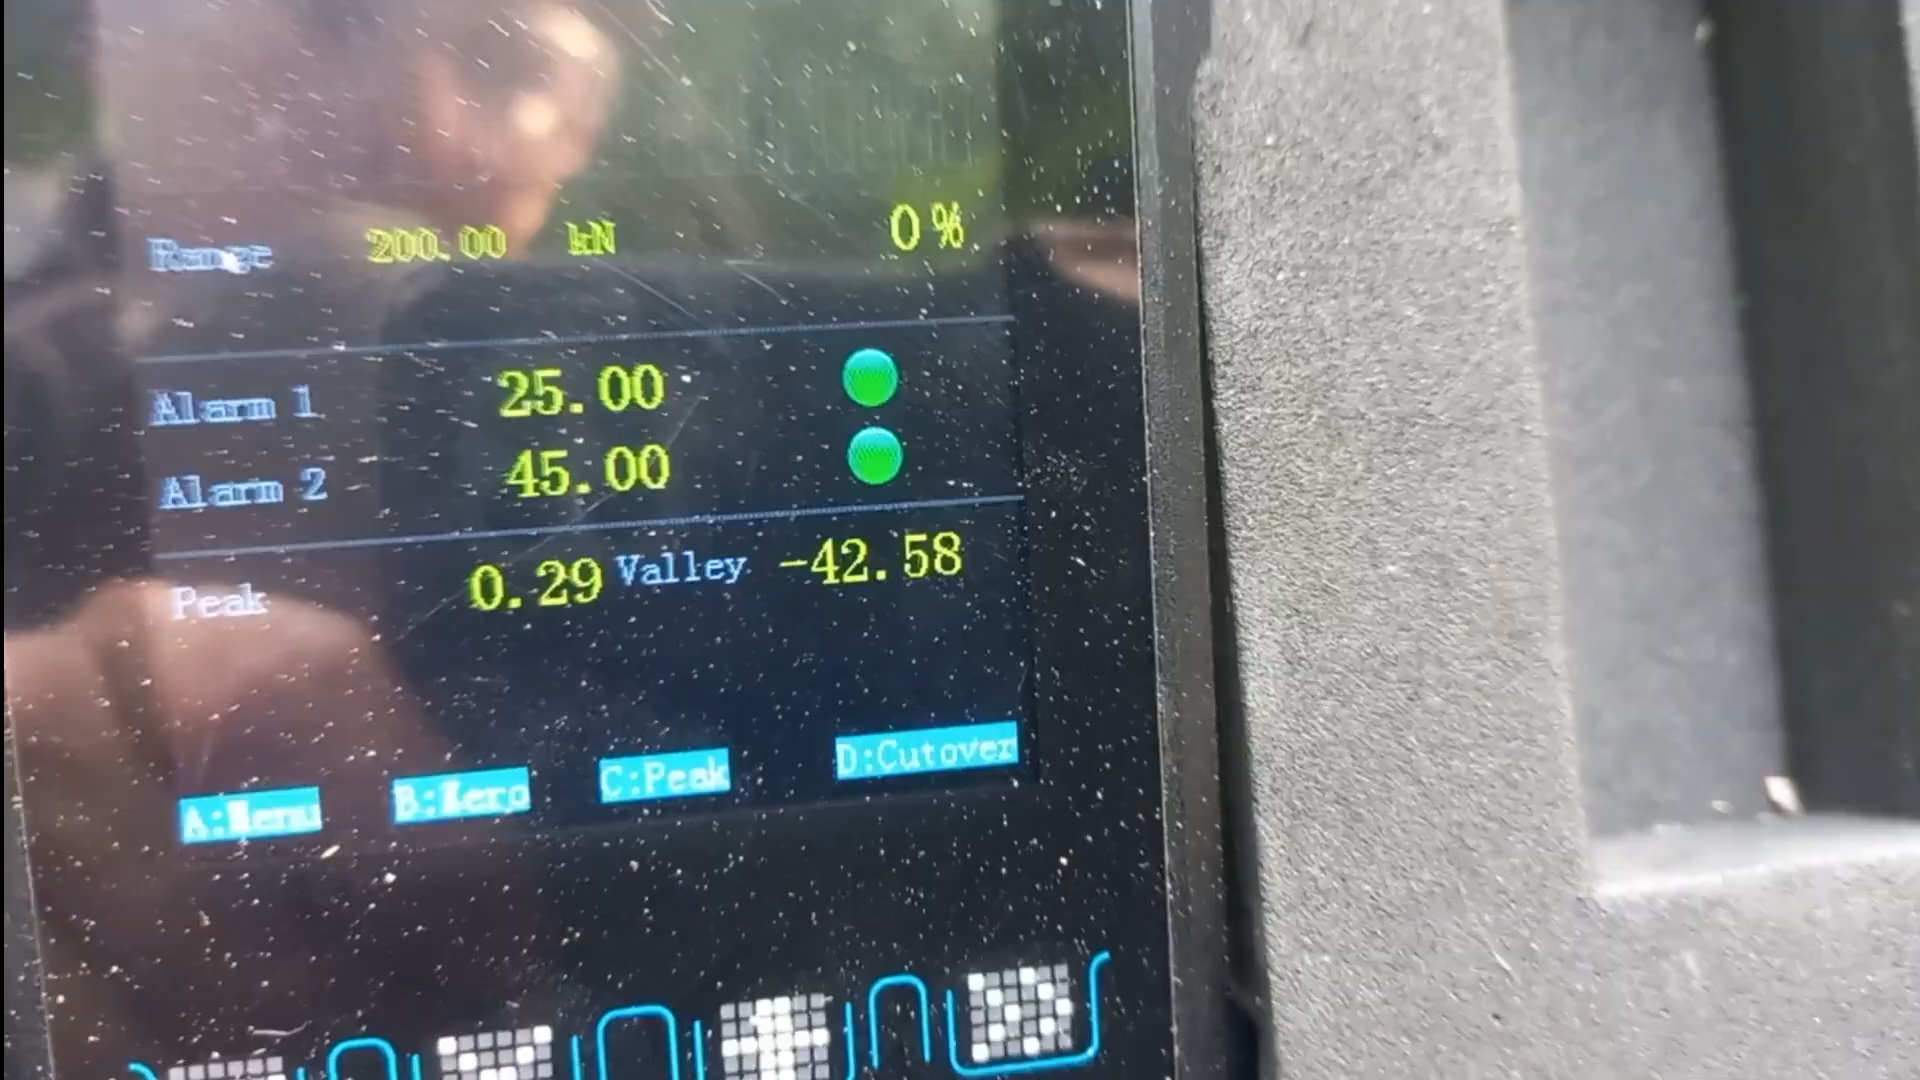 Range 200.00 kN 0%
Alarm 1 25.00
Alarm 2 45.00
Peak 0.29 Valley -42.58
A:Menu B:Zero C:Peak D:Cutover